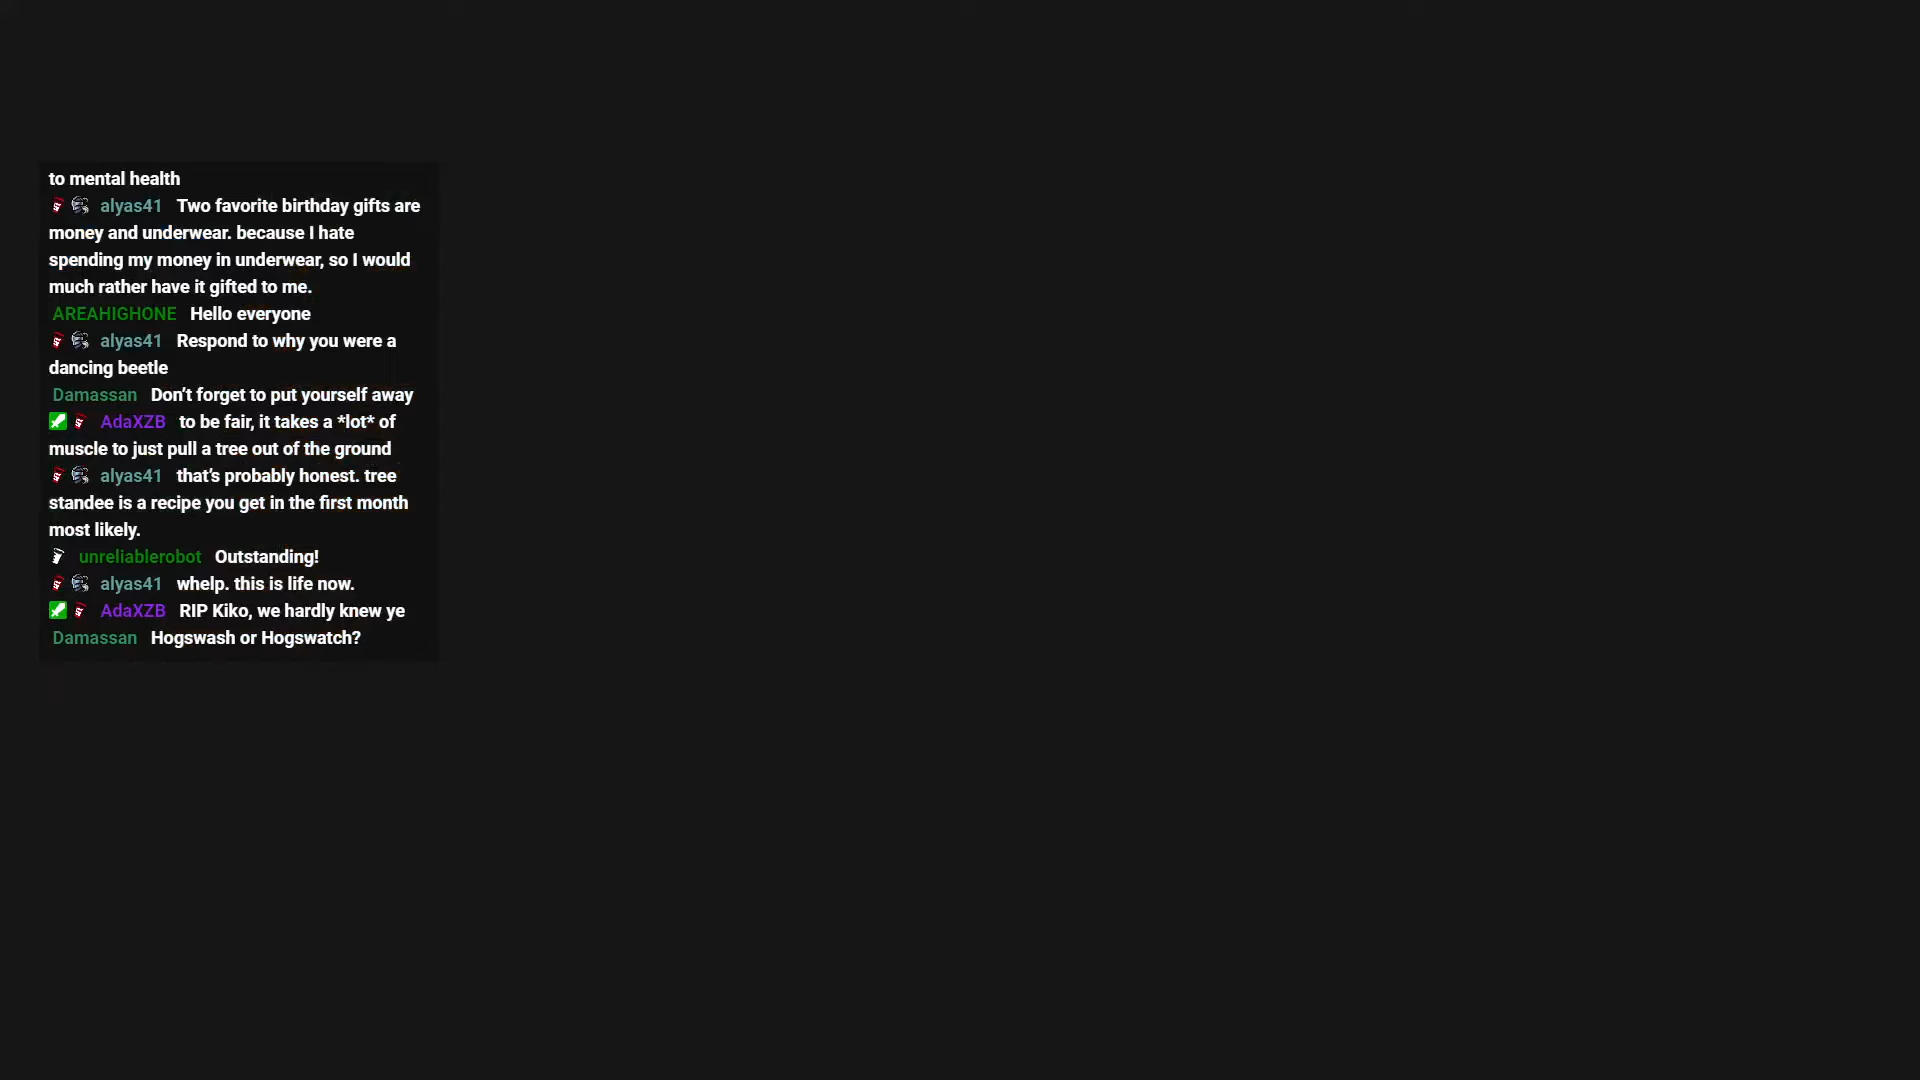 to mental health
alyas41 Two favorite birthday gifts are
money and underwear. because I hate
spending my money in underwear, so I would
much rather have it gifted to me.
AREAHIGHONE Hello everyone
alyas41 Respond to why you were a
dancing beetle
Damassan Don't forget to put yourself away
AdaXZB to be fair, it takes a *lot* of
muscle to just pull a tree out of the ground
alyas41 that's probably honest. tree
standee is a recipe you get in the first month
most likely.
unreliablerobot Outstanding!
alyas41 whelp. this is life now.
AdaXZB RIP Kiko, we hardly knew ye
Damassan Hogswash or Hogswatch?